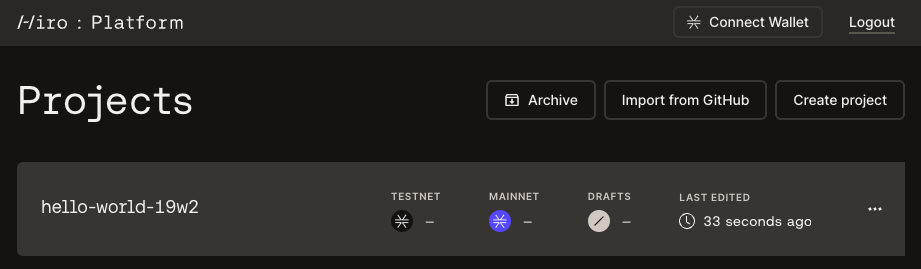 Hiro : Platform
Connect Wallet
Logout
Projects
Archive
Import from GitHub
Create project
hello-world-19w2
TESTNET
–
MAINNET
–
DRAFTS
–
LAST EDITED
33 seconds ago